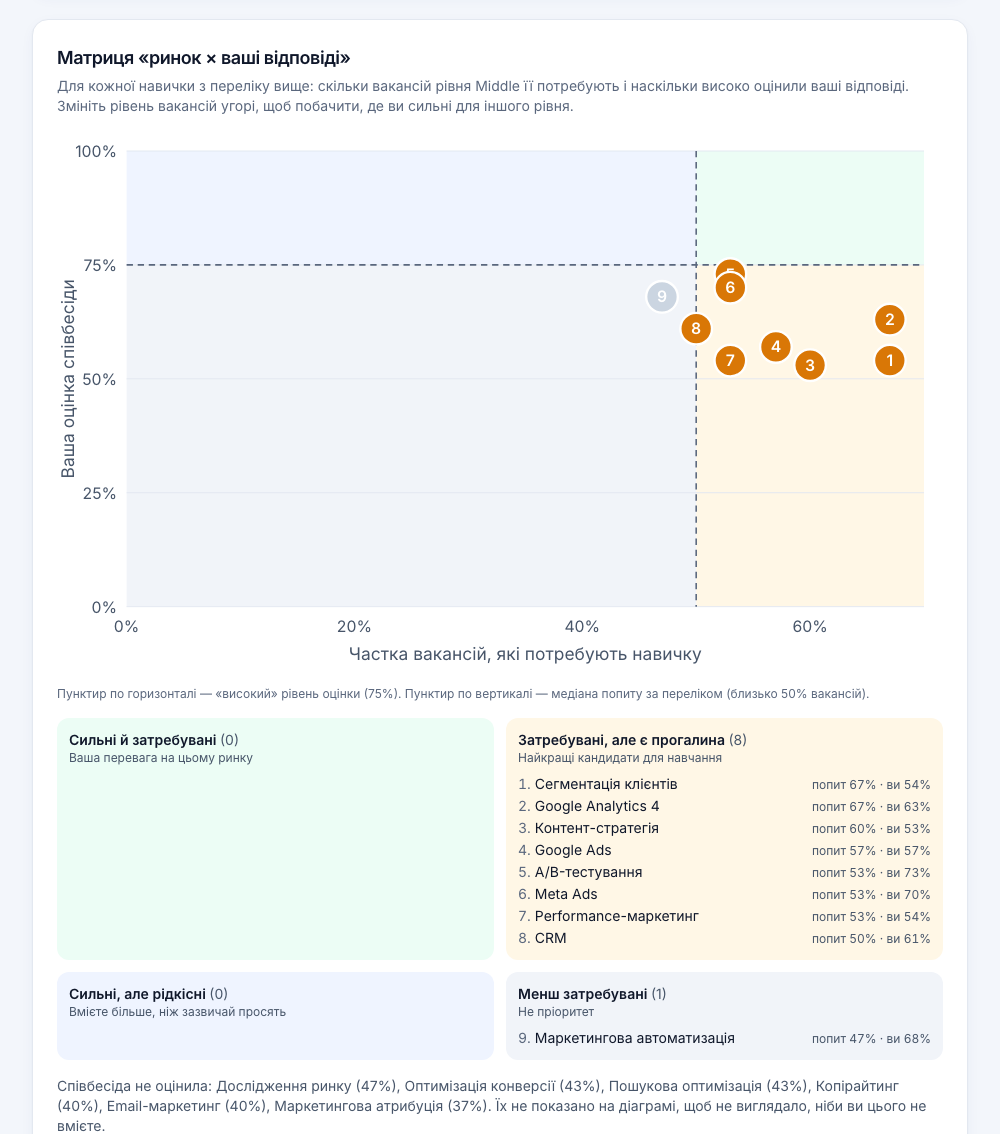 Матриця «ринок × ваші відповіді»
Для кожної навички з переліку вище: скільки вакансій рівня Middle її потребують і наскільки високо оцінили ваші відповіді.
Змініть рівень вакансій угорі, щоб побачити, де ви сильні для іншого рівня.
100%
75%
50%
25%
0%
Ваша оцінка співбесіди
5
6
9
8
2
4
7
3
1
0%
20%
40%
60%
Частка вакансій, які потребують навичку
Пунктир по горизонталі — «високий» рівень оцінки (75%). Пунктир по вертикалі — медіана попиту за переліком (близько 50% вакансій).
Сильні й затребувані (0)
Ваша перевага на цьому ринку
Затребувані, але є прогалина (8)
Найкращі кандидати для навчання
1. Сегментація клієнтів попит 67% · ви 54%
2. Google Analytics 4 попит 67% · ви 63%
3. Контент-стратегія попит 60% · ви 53%
4. Google Ads попит 57% · ви 57%
5. A/B-тестування попит 53% · ви 73%
6. Meta Ads попит 53% · ви 70%
7. Performance-маркетинг попит 53% · ви 54%
8. CRM попит 50% · ви 61%
Сильні, але рідкісні (0)
Вмієте більше, ніж зазвичай просять
Менш затребувані (1)
Не пріоритет
9. Маркетингова автоматизація попит 47% · ви 68%
Співбесіда не оцінила: Дослідження ринку (47%), Оптимізація конверсії (43%), Пошукова оптимізація (43%), Копірайтинг
(40%), Email-маркетинг (40%), Маркетингова атрибуція (37%). Їх не показано на діаграмі, щоб не виглядало, ніби ви цього не
вмієте.